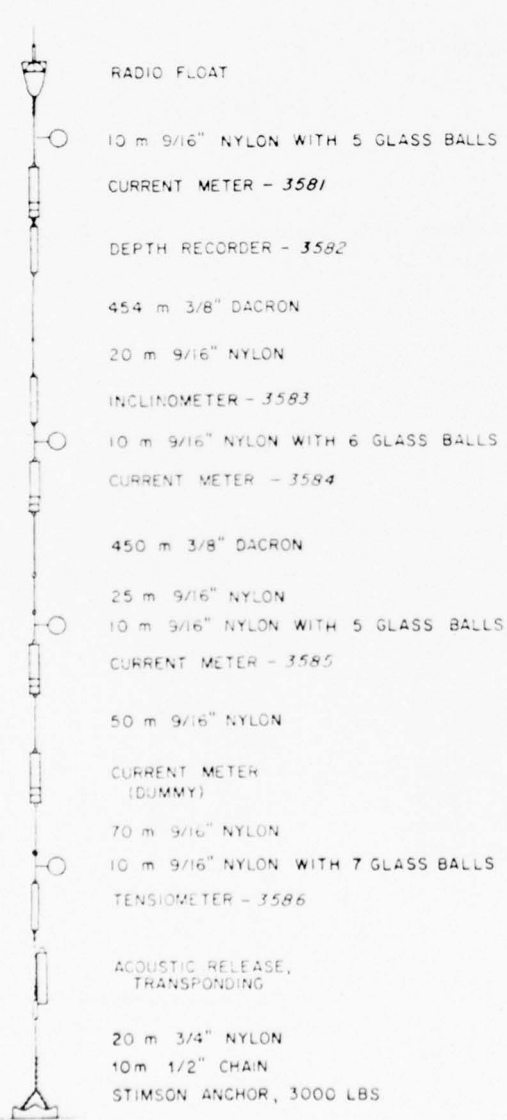 RADIO FLOAT
10 m 9/16" NYLON WITH 5 GLASS BALLS
CURRENT METER - 3581
DEPTH RECORDER - 3582
454 m 3/8" DACRON
20 m 9/16" NYLON
INCLINOMETER - 3583
10 m 9/16" NYLON WITH 6 GLASS BALLS
CURRENT METER - 3584
450 m 3/8" DACRON
25 m 9/16" NYLON
10 m 9/16" NYLON WITH 5 GLASS BALLS
CURRENT METER - 3585
50 m 9/16" NYLON
CURRENT METER
(DUMMY)
70 m 9/16" NYLON
10 m 9/16" NYLON WITH 7 GLASS BALLS
TENSIOMETER - 3586
ACOUSTIC RELEASE,
TRANSPONDING
20 m 3/4" NYLON
10m 1/2" CHAIN
STIMSON ANCHOR, 3000 LBS